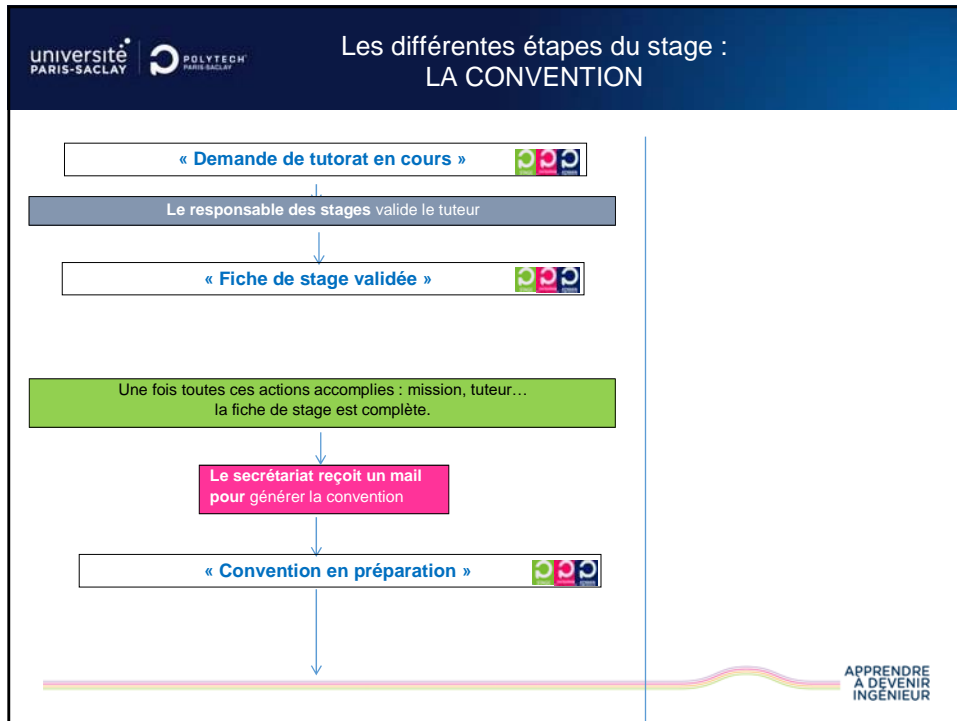 université
PARIS-SACLAY
POLYTECH
PARIS-SACLAY
Les différentes étapes du stage :
LA CONVENTION
« Demande de tutorat en cours »
Le responsable des stages valide le tuteur
« Fiche de stage validée »
Une fois toutes ces actions accomplies : mission, tuteur…
la fiche de stage est complète.
Le secrétariat reçoit un mail
pour générer la convention
« Convention en préparation »
APPRENDRE
À DEVENIR
INGÉNIEUR